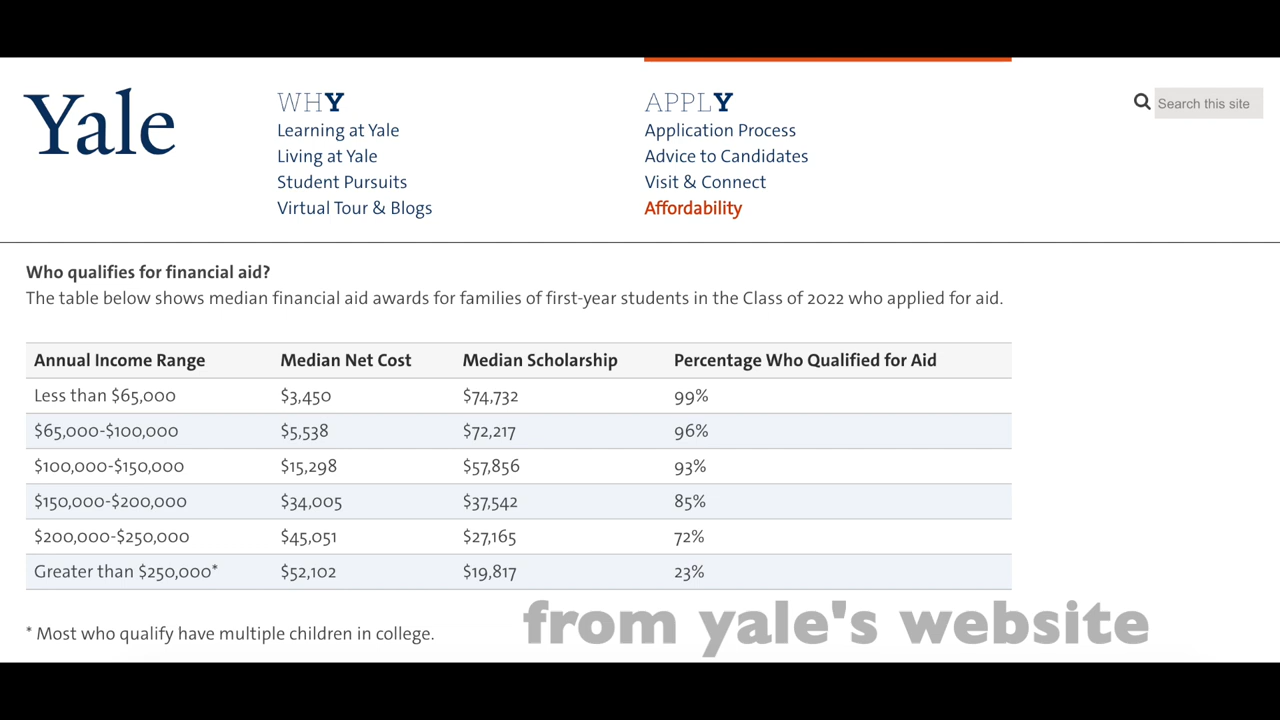 Yale
WHY
Learning at Yale
Living at Yale
Student Pursuits
Virtual Tour & Blogs
APPLY
Application Process
Advice to Candidates
Visit & Connect
Affordability
Search this site
Who qualifies for financial aid?
The table below shows median financial aid awards for families of first-year students in the Class of 2022 who applied for aid.
Annual Income Range Median Net Cost Median Scholarship Percentage Who Qualified for Aid
Less than $65,000 $3,450 $74,732 99%
$65,000-$100,000 $5,538 $72,217 96%
$100,000-$150,000 $15,298 $57,856 93%
$150,000-$200,000 $34,005 $37,542 85%
$200,000-$250,000 $45,051 $27,165 72%
Greater than $250,000* $52,102 $19,817 23%
* Most who qualify have multiple children in college.
from yale's website